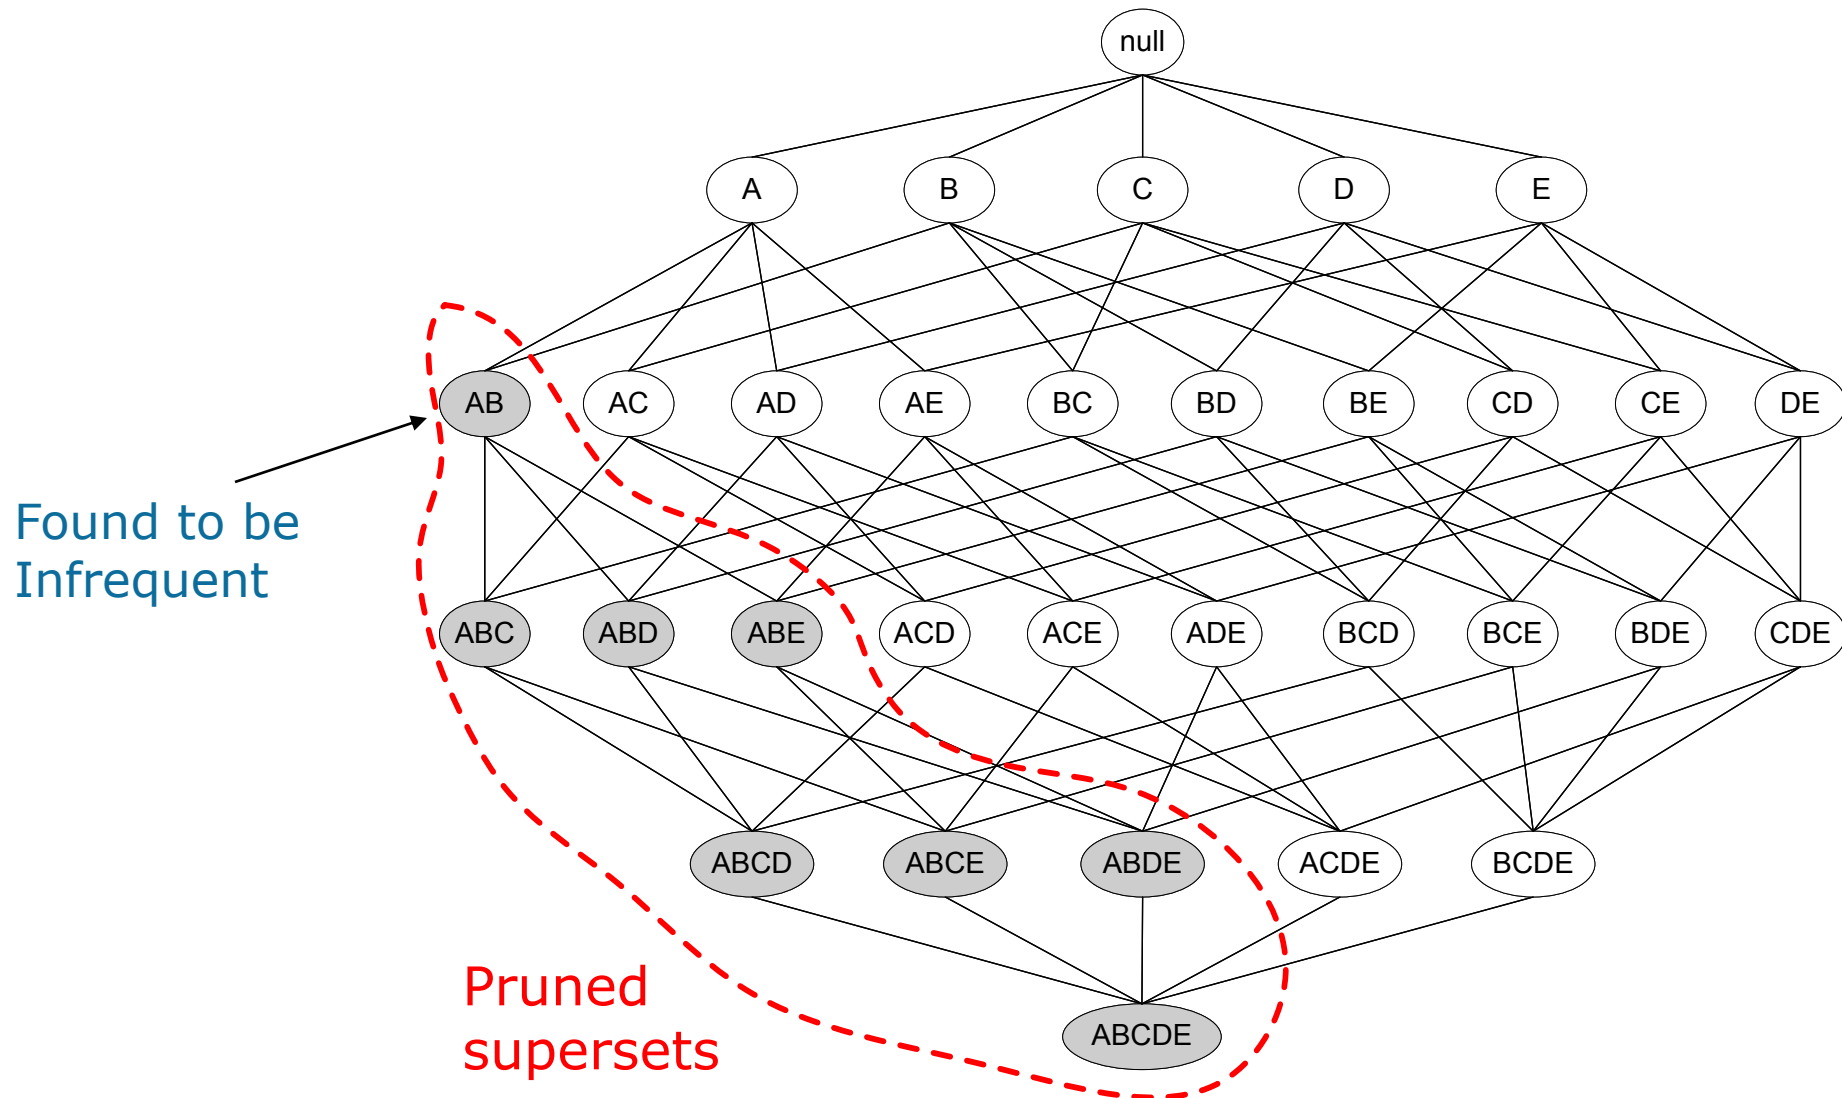 null
A B C D E
AB AC AD AE BC BD BE CD CE DE
Found to be
Infrequent
ABC ABD ABE ACD ACE ADE BCD BCE BDE CDE
ABCD ABCE ABDE ACDE BCDE
Pruned
supersets
ABCDE